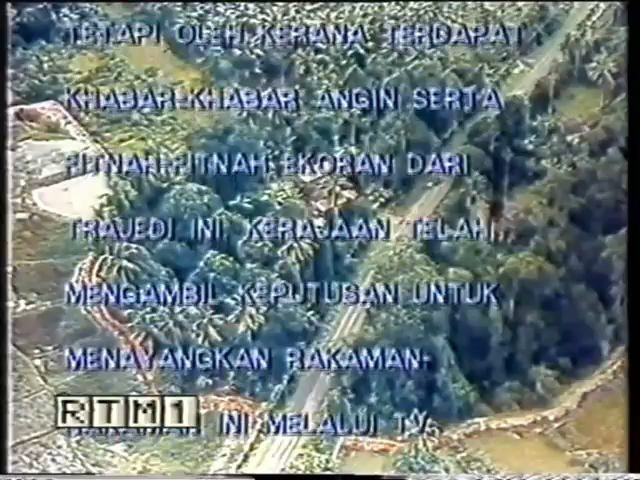 TETAPI OLEH KERANA TERDAPAT
KHABAR-KHABAR ANGIN SERTA
FITNAH-FITNAH EKORAN DARI
TRAJEDI INI, KERAJAAN TELAH
MENGAMBIL KEPUTUSAN UNTUK
MENAYANGKAN RAKAMAN-
INI MELALUI TV.
RTM1